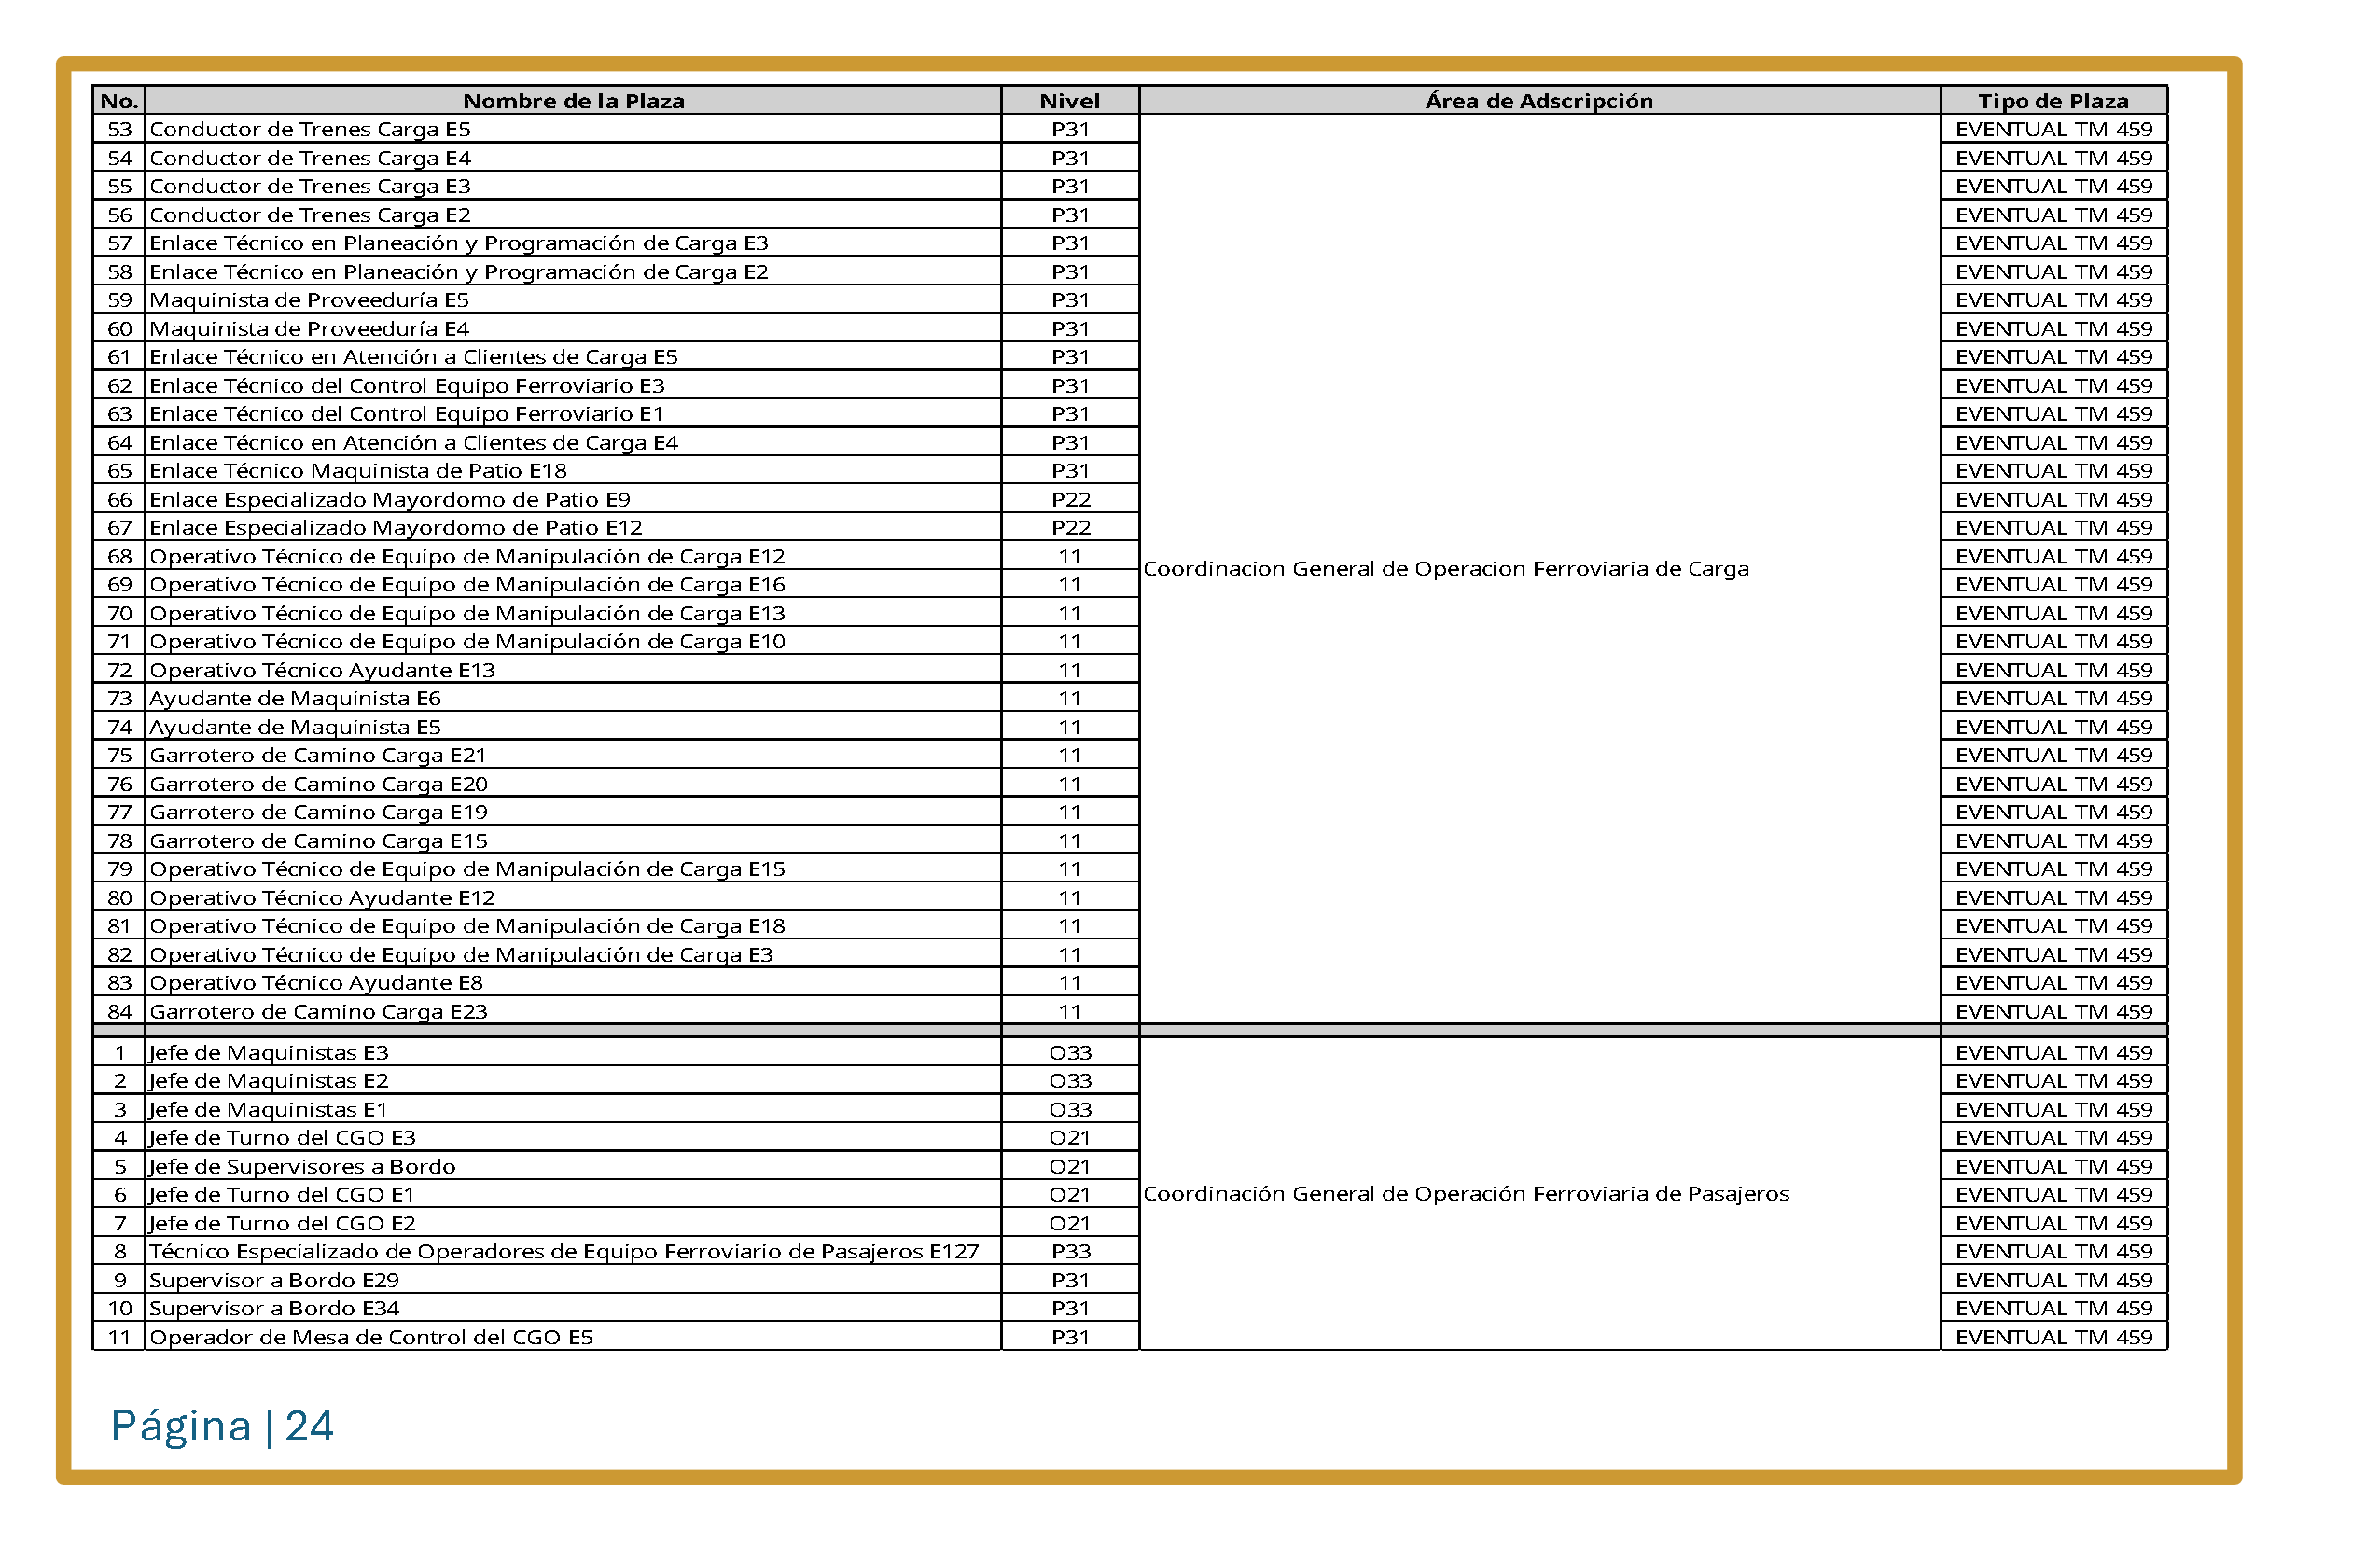 No. Nombre de la Plaza Nivel Área de Adscripción Tipo de Plaza
53 Conductor de Trenes Carga E5 P31 EVENTUAL TM 459
54 Conductor de Trenes Carga E4 P31 EVENTUAL TM 459
55 Conductor de Trenes Carga E3 P31 EVENTUAL TM 459
56 Conductor de Trenes Carga E2 P31 EVENTUAL TM 459
57 Enlace Técnico en Planeación y Programación de Carga E3 P31 EVENTUAL TM 459
58 Enlace Técnico en Planeación y Programación de Carga E2 P31 EVENTUAL TM 459
59 Maquinista de Proveeduría E5 P31 EVENTUAL TM 459
60 Maquinista de Proveeduría E4 P31 EVENTUAL TM 459
61 Enlace Técnico en Atención a Clientes de Carga E5 P31 EVENTUAL TM 459
62 Enlace Técnico del Control Equipo Ferroviario E3 P31 EVENTUAL TM 459
63 Enlace Técnico del Control Equipo Ferroviario E1 P31 EVENTUAL TM 459
64 Enlace Técnico en Atención a Clientes de Carga E4 P31 EVENTUAL TM 459
65 Enlace Técnico Maquinista de Patio E18 P31 EVENTUAL TM 459
66 Enlace Especializado Mayordomo de Patio E9 P22 EVENTUAL TM 459
67 Enlace Especializado Mayordomo de Patio E12 P22 EVENTUAL TM 459
68 Operativo Técnico de Equipo de Manipulación de Carga E12 11 EVENTUAL TM 459
Coordinacion General de Operacion Ferroviaria de Carga
69 Operativo Técnico de Equipo de Manipulación de Carga E16 11 EVENTUAL TM 459
70 Operativo Técnico de Equipo de Manipulación de Carga E13 11 EVENTUAL TM 459
71 Operativo Técnico de Equipo de Manipulación de Carga E10 11 EVENTUAL TM 459
72 Operativo Técnico Ayudante E13 11 EVENTUAL TM 459
73 Ayudante de Maquinista E6 11 EVENTUAL TM 459
74 Ayudante de Maquinista E5 11 EVENTUAL TM 459
75 Garrotero de Camino Carga E21 11 EVENTUAL TM 459
76 Garrotero de Camino Carga E20 11 EVENTUAL TM 459
77 Garrotero de Camino Carga E19 11 EVENTUAL TM 459
78 Garrotero de Camino Carga E15 11 EVENTUAL TM 459
79 Operativo Técnico de Equipo de Manipulación de Carga E15 11 EVENTUAL TM 459
80 Operativo Técnico Ayudante E12 11 EVENTUAL TM 459
81 Operativo Técnico de Equipo de Manipulación de Carga E18 11 EVENTUAL TM 459
82 Operativo Técnico de Equipo de Manipulación de Carga E3 11 EVENTUAL TM 459
83 Operativo Técnico Ayudante E8 11 EVENTUAL TM 459
84 Garrotero de Camino Carga E23 11 EVENTUAL TM 459
1 Jefe de Maquinistas E3 O33 EVENTUAL TM 459
2 Jefe de Maquinistas E2 O33 EVENTUAL TM 459
3 Jefe de Maquinistas E1 O33 EVENTUAL TM 459
4 Jefe de Turno del CGO E3 O21 EVENTUAL TM 459
5 Jefe de Supervisores a Bordo O21 EVENTUAL TM 459
6 Jefe de Turno del CGO E1 O21 Coordinación General de Operación Ferroviaria de Pasajeros EVENTUAL TM 459
7 Jefe de Turno del CGO E2 O21 EVENTUAL TM 459
8 Técnico Especializado de Operadores de Equipo Ferroviario de Pasajeros E127 P33 EVENTUAL TM 459
9 Supervisor a Bordo E29 P31 EVENTUAL TM 459
10 Supervisor a Bordo E34 P31 EVENTUAL TM 459
11 Operador de Mesa de Control del CGO E5 P31 EVENTUAL TM 459
Página | 24